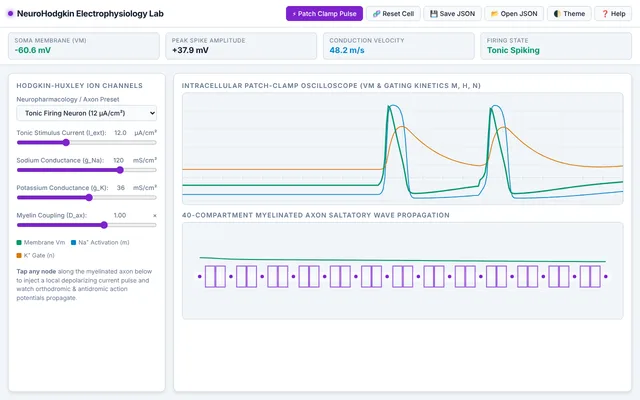 NeuroHodgkin Electrophysiology Lab
⚡ Patch Clamp Pulse
🔗 Reset Cell
💾 Save JSON
📂 Open JSON
🌓 Theme
❓ Help
SOMA MEMBRANE (VM)
-60.6 mV
PEAK SPIKE AMPLITUDE
+37.9 mV
CONDUCTION VELOCITY
48.2 m/s
FIRING STATE
Tonic Spiking
HODGKIN-HUXLEY ION CHANNELS
Neuropharmacology / Axon Preset
Tonic Firing Neuron (12 µA/cm²)
Tonic Stimulus Current (I_ext): 12.0 µA/cm²
Sodium Conductance (g_Na): 120 mS/cm²
Potassium Conductance (g_K): 36 mS/cm²
Myelin Coupling (D_ax): 1.00 ×
Membrane Vm
Na⁺ Activation (m)
K⁺ Gate (n)
Tap any node along the myelinated axon below
to inject a local depolarizing current pulse and
watch orthodromic & antidromic action
potentials propagate.
INTRACELLULAR PATCH-CLAMP OSCILLOSCOPE (VM & GATING KINETICS M, H, N)
40-COMPARTMENT MYELINATED AXON SALTATORY WAVE PROPAGATION